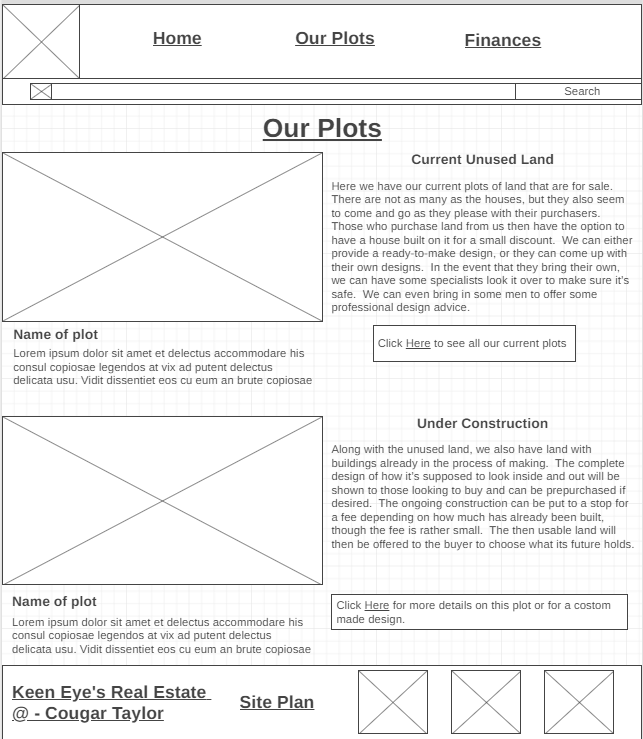 Home Our Plots Finances
Search
Our Plots
Current Unused Land
Here we have our current plots of land that are for sale.
There are not as many as the houses, but they also seem
to come and go as they please with their purchasers.
Those who purchase land from us then have the option to
have a house built on it for a small discount.  We can either
provide a ready-to-make design, or they can come up with
their own designs.  In the event that they bring their own,
we can have some specialists look it over to make sure it's
safe.  We can even bring in some men to offer some
professional design advice.
Name of plot
Lorem ipsum dolor sit amet et delectus accommodare his
consul copiosae legendos at vix ad putent delectus
delicata usu. Vidit dissentiet eos cu eum an brute copiosae
Click Here to see all our current plots
Under Construction
Along with the unused land, we also have land with
buildings already in the process of making.  The complete
design of how it's supposed to look inside and out will be
shown to those looking to buy and can be prepurchased if
desired.  The ongoing construction can be put to a stop for
a fee depending on how much has already been built,
though the fee is rather small.  The then usable land will
then be offered to the buyer to choose what its future holds.
Name of plot
Lorem ipsum dolor sit amet et delectus accommodare his
consul copiosae legendos at vix ad putent delectus
delicata usu. Vidit dissentiet eos cu eum an brute copiosae
Click Here for more details on this plot or for a costom
made design.
Keen Eye's Real Estate
@ - Cougar Taylor
Site Plan